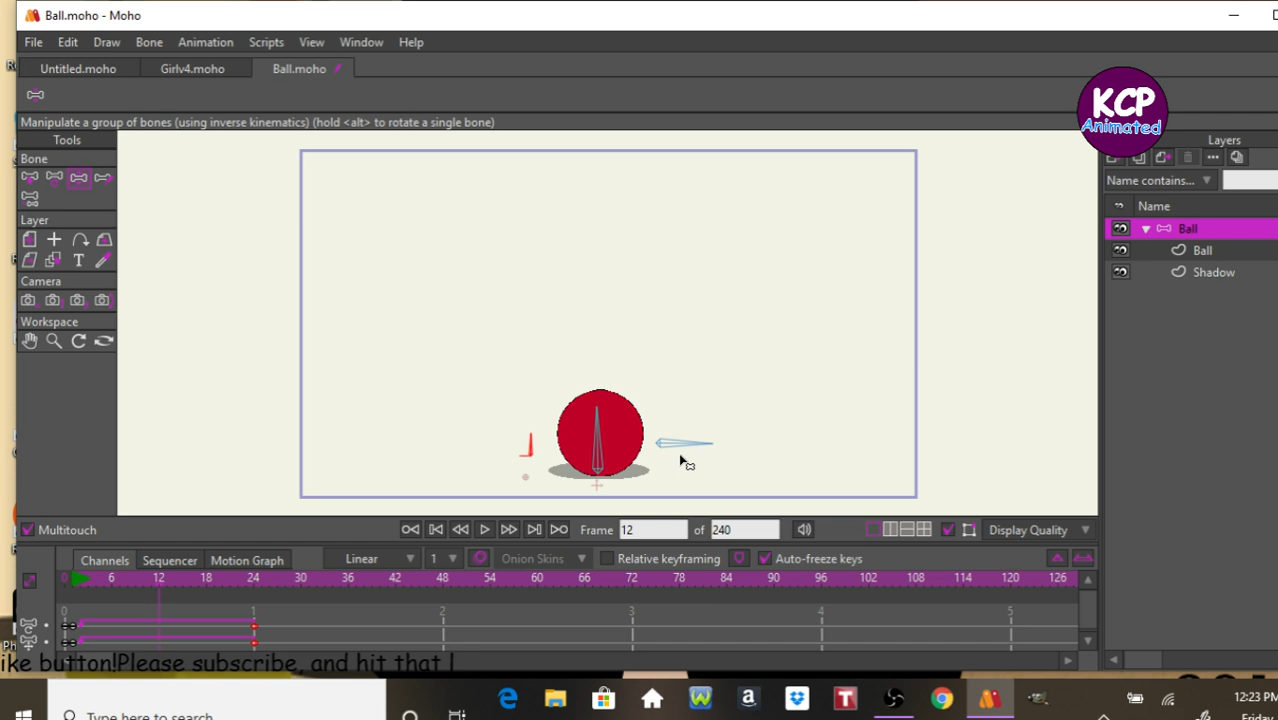 Ball.moho - Moho
File Edit Draw Bone Animation Scripts View Window Help
Untitled.moho Girlv4.moho Ball.moho
KCP
Animated
Manipulate a group of bones (using inverse kinematics) (hold <alt> to rotate a single bone)
Tools
Layers
Bone
Name contains...
Name
Layer
Ball
Ball
Shadow
Camera
Workspace
Multitouch
Frame 12 of 240
Display Quality
Channels Sequencer Motion Graph Linear 1 Onion Skins Relative keyframing Auto-freeze keys
0 6 12 18 24 30 36 42 48 54 60 66 72 78 84 90 96 102 108 114 120 126
0 1 2 3 4 5
ike button!Please subscribe, and hit that l
12:23 PM
Type here to search
Friday